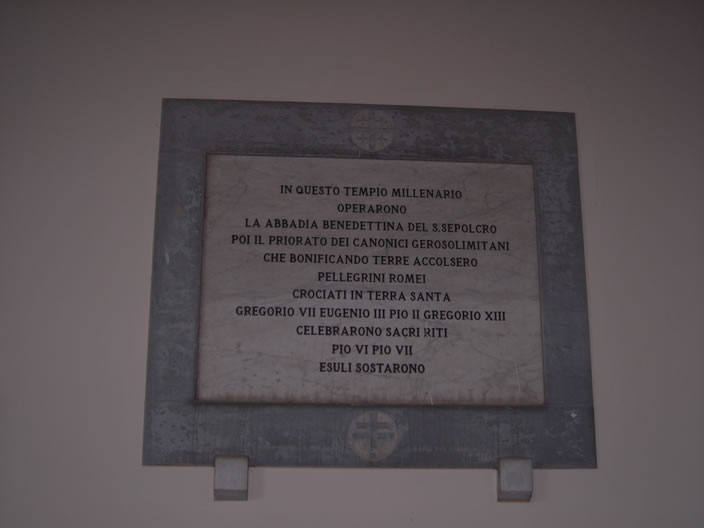 IN QUESTO TEMPIO MILLENARIO
OPERARONO
LA ABBADIA BENEDETTINA DEL S.SEPOLCRO
POI IL PRIORATO DEI CANONICI GEROSOLIMITANI
CHE BONIFICANDO TERRE ACCOLSERO
PELLEGRINI ROMEI
CROCIATI IN TERRA SANTA
GREGORIO VII EUGENIO III PIO II GREGORIO XIII
CELEBRARONO SACRI RITI
PIO VI PIO VII
ESULI SOSTARONO